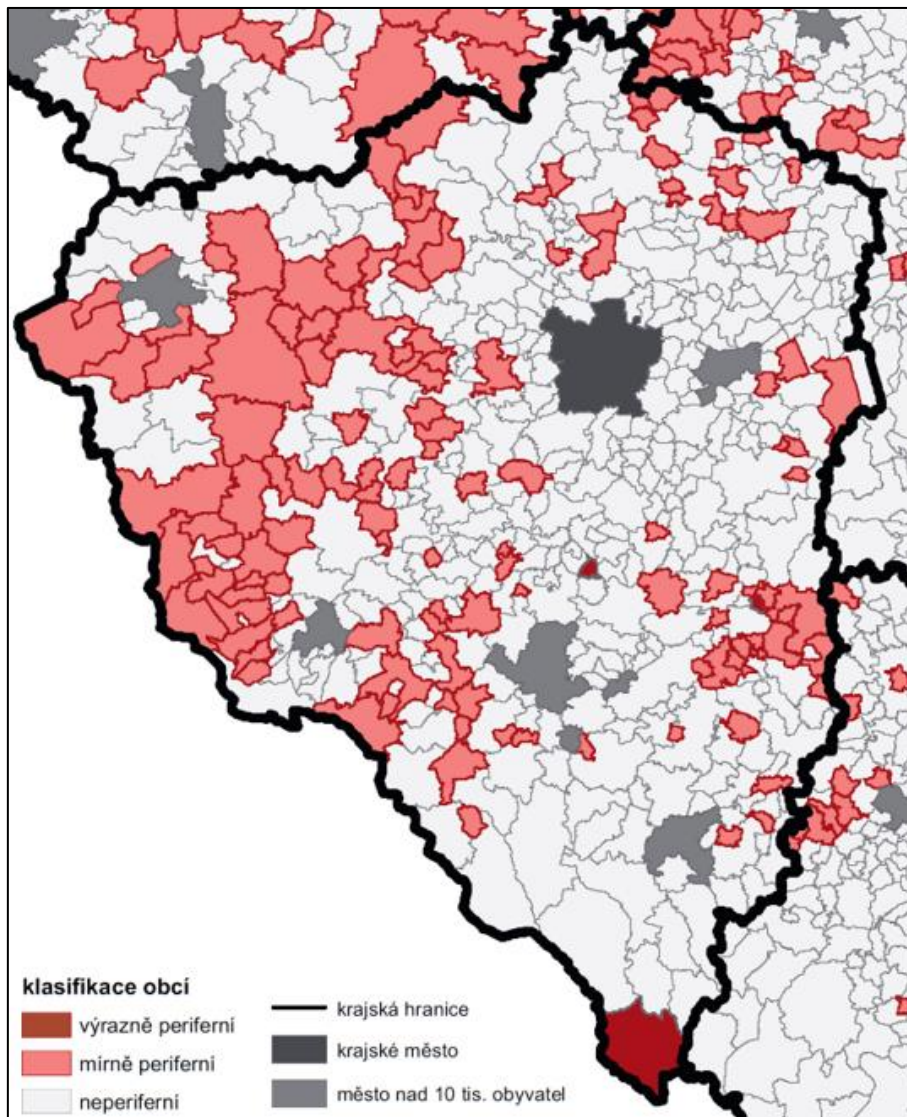 klasifikace obcí
výrazně periferní
mírně periferní
neperiferní
krajská hranice
krajské město
město nad 10 tis. obyvatel